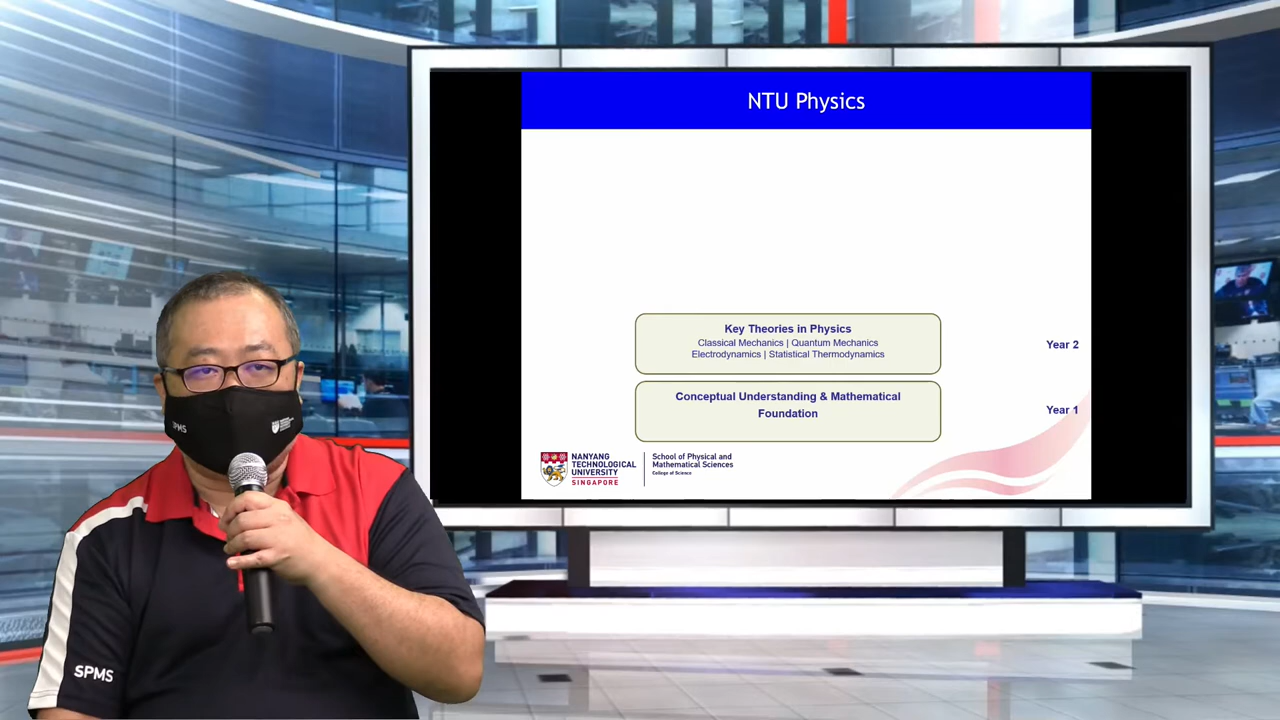 NTU Physics
Key Theories in Physics
Classical Mechanics | Quantum Mechanics
Electrodynamics | Statistical Thermodynamics
Year 2
Conceptual Understanding & Mathematical
Foundation
Year 1
NANYANG
TECHNOLOGICAL
UNIVERSITY
SINGAPORE
School of Physical and
Mathematical Sciences
College of Science
SPMS
SPMS